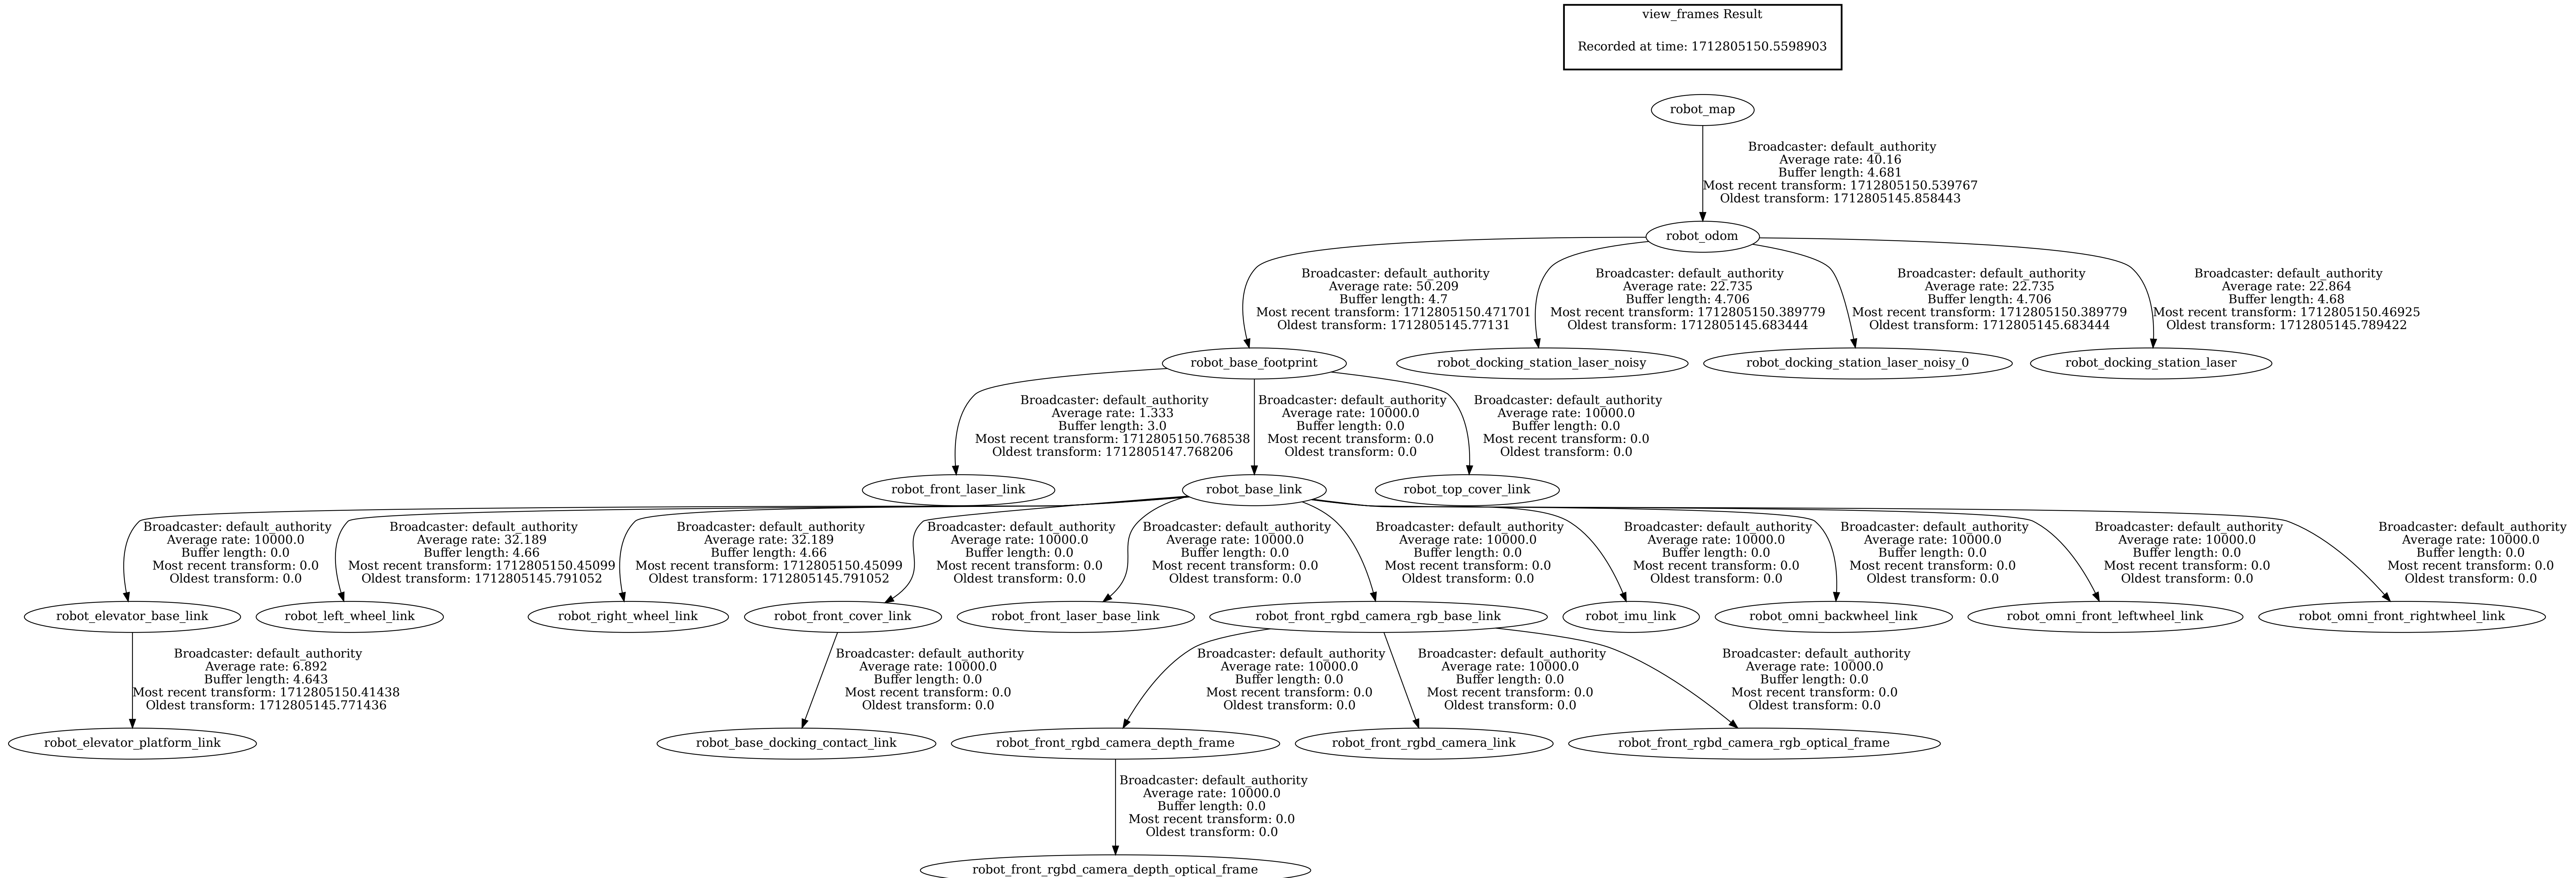 view_frames Result
Recorded at time: 1712805150.5598903
robot_map
Broadcaster: default_authority
Average rate: 40.16
Buffer length: 4.681
Most recent transform: 1712805150.539767
Oldest transform: 1712805145.858443
robot_odom
Broadcaster: default_authority
Average rate: 50.209
Buffer length: 4.7
Most recent transform: 1712805150.471701
Oldest transform: 1712805145.77131
Broadcaster: default_authority
Average rate: 22.735
Buffer length: 4.706
Most recent transform: 1712805150.389779
Oldest transform: 1712805145.683444
Broadcaster: default_authority
Average rate: 22.735
Buffer length: 4.706
Most recent transform: 1712805150.389779
Oldest transform: 1712805145.683444
Broadcaster: default_authority
Average rate: 22.864
Buffer length: 4.68
Most recent transform: 1712805150.46925
Oldest transform: 1712805145.789422
robot_base_footprint
robot_docking_station_laser_noisy
robot_docking_station_laser_noisy_0
robot_docking_station_laser
Broadcaster: default_authority
Average rate: 1.333
Buffer length: 3.0
Most recent transform: 1712805150.768538
Oldest transform: 1712805147.768206
Broadcaster: default_authority
Average rate: 10000.0
Buffer length: 0.0
Most recent transform: 0.0
Oldest transform: 0.0
Broadcaster: default_authority
Average rate: 10000.0
Buffer length: 0.0
Most recent transform: 0.0
Oldest transform: 0.0
robot_front_laser_link
robot_base_link
robot_top_cover_link
Broadcaster: default_authority
Average rate: 10000.0
Buffer length: 0.0
Most recent transform: 0.0
Oldest transform: 0.0
Broadcaster: default_authority
Average rate: 32.189
Buffer length: 4.66
Most recent transform: 1712805150.45099
Oldest transform: 1712805145.791052
Broadcaster: default_authority
Average rate: 32.189
Buffer length: 4.66
Most recent transform: 1712805150.45099
Oldest transform: 1712805145.791052
Broadcaster: default_authority
Average rate: 10000.0
Buffer length: 0.0
Most recent transform: 0.0
Oldest transform: 0.0
Broadcaster: default_authority
Average rate: 10000.0
Buffer length: 0.0
Most recent transform: 0.0
Oldest transform: 0.0
Broadcaster: default_authority
Average rate: 10000.0
Buffer length: 0.0
Most recent transform: 0.0
Oldest transform: 0.0
Broadcaster: default_authority
Average rate: 10000.0
Buffer length: 0.0
Most recent transform: 0.0
Oldest transform: 0.0
Broadcaster: default_authority
Average rate: 10000.0
Buffer length: 0.0
Most recent transform: 0.0
Oldest transform: 0.0
Broadcaster: default_authority
Average rate: 10000.0
Buffer length: 0.0
Most recent transform: 0.0
Oldest transform: 0.0
Broadcaster: default_authority
Average rate: 10000.0
Buffer length: 0.0
Most recent transform: 0.0
Oldest transform: 0.0
robot_elevator_base_link
robot_left_wheel_link
robot_right_wheel_link
robot_front_cover_link
robot_front_laser_base_link
robot_front_rgbd_camera_rgb_base_link
robot_imu_link
robot_omni_backwheel_link
robot_omni_front_leftwheel_link
robot_omni_front_rightwheel_link
Broadcaster: default_authority
Average rate: 6.892
Buffer length: 4.643
Most recent transform: 1712805150.41438
Oldest transform: 1712805145.771436
Broadcaster: default_authority
Average rate: 10000.0
Buffer length: 0.0
Most recent transform: 0.0
Oldest transform: 0.0
Broadcaster: default_authority
Average rate: 10000.0
Buffer length: 0.0
Most recent transform: 0.0
Oldest transform: 0.0
Broadcaster: default_authority
Average rate: 10000.0
Buffer length: 0.0
Most recent transform: 0.0
Oldest transform: 0.0
Broadcaster: default_authority
Average rate: 10000.0
Buffer length: 0.0
Most recent transform: 0.0
Oldest transform: 0.0
robot_elevator_platform_link
robot_base_docking_contact_link
robot_front_rgbd_camera_depth_frame
robot_front_rgbd_camera_link
robot_front_rgbd_camera_rgb_optical_frame
Broadcaster: default_authority
Average rate: 10000.0
Buffer length: 0.0
Most recent transform: 0.0
Oldest transform: 0.0
robot_front_rgbd_camera_depth_optical_frame